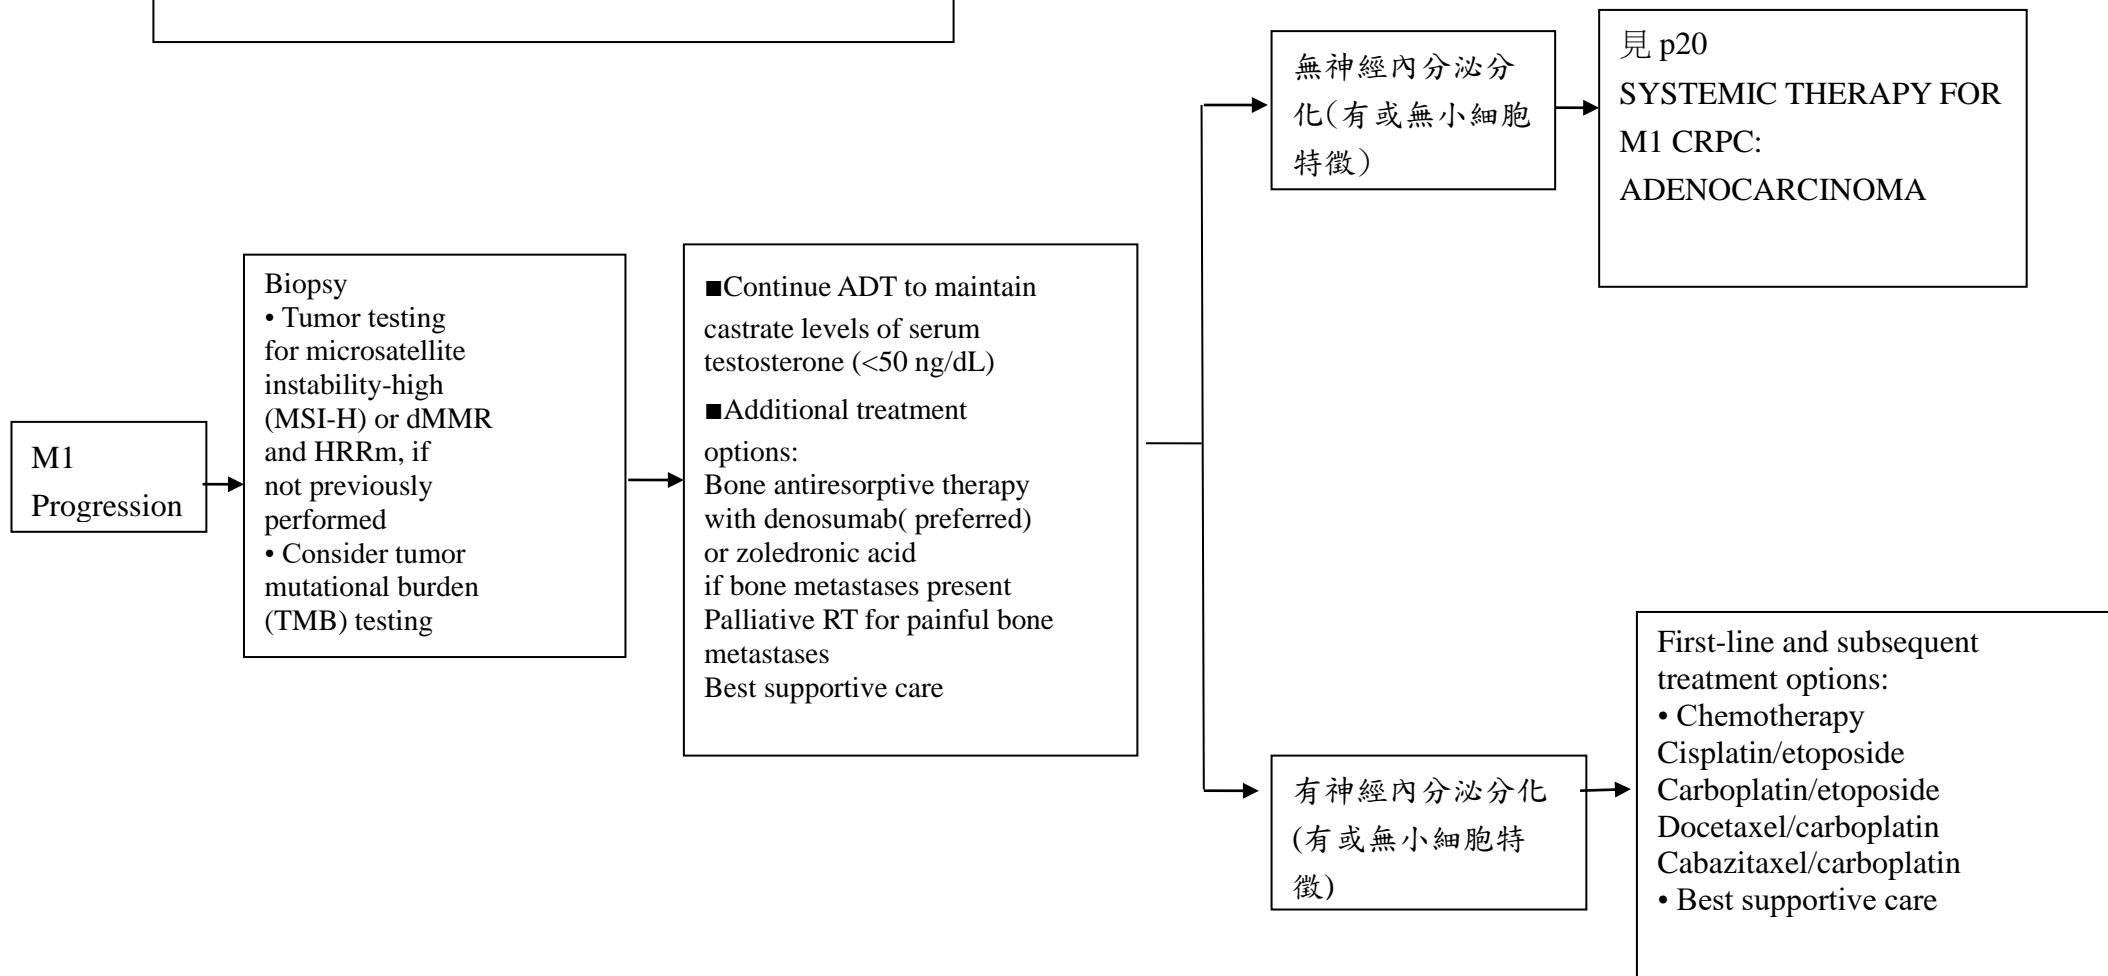 M1
Progression
Biopsy
• Tumor testing
for microsatellite
instability-high
(MSI-H) or dMMR
and HRRm, if
not previously
performed
• Consider tumor
mutational burden
(TMB) testing
■Continue ADT to maintain
castrate levels of serum
testosterone (<50 ng/dL)
■Additional treatment
options:
Bone antiresorptive therapy
with denosumab( preferred)
or zoledronic acid
if bone metastases present
Palliative RT for painful bone
metastases
Best supportive care
無神經內分泌分
化(有或無小細胞
特徵)
見 p20
SYSTEMIC THERAPY FOR
M1 CRPC:
ADENOCARCINOMA
有神經內分泌分化
(有或無小細胞特
徵)
First-line and subsequent
treatment options:
• Chemotherapy
Cisplatin/etoposide
Carboplatin/etoposide
Docetaxel/carboplatin
Cabazitaxel/carboplatin
• Best supportive care